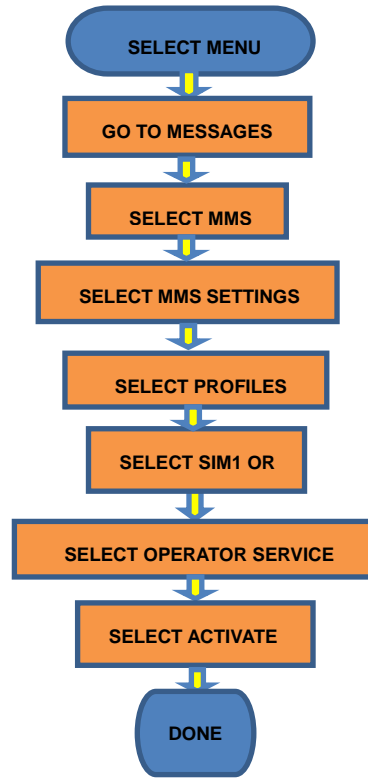 SELECT MENU
GO TO MESSAGES
SELECT MMS
SELECT MMS SETTINGS
SELECT PROFILES
SELECT SIM1 OR
SELECT OPERATOR SERVICE
SELECT ACTIVATE
DONE